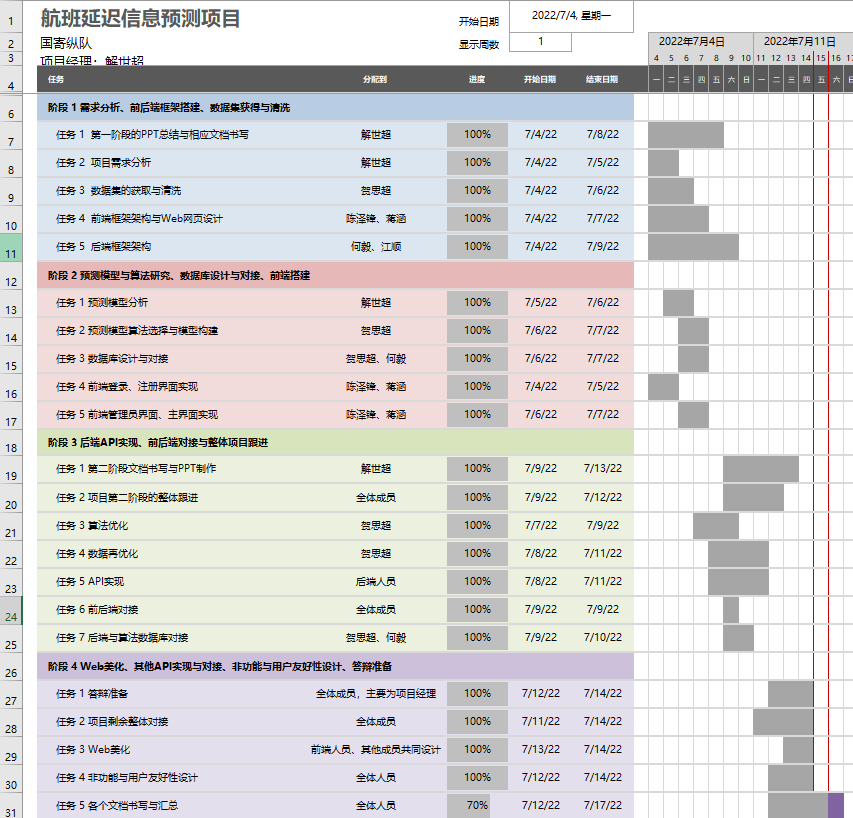 1 航班延迟信息预测项目 开始日期 2022/7/4, 星期一
2 国寄纵队 显示周数 1 2022年7月4日 2022年7月11日
3 项目经理：解世超 4 5 6 7 8 9 10 11 12 13 14 15 16 17
4 任务 分配到 进度 开始日期 结束日期 一 二 三 四 五 六 日 一 二 三 四 五 六 日
6 阶段 1 需求分析、前后端框架搭建、数据集获得与清洗
7 任务 1 第一阶段的PPT总结与相应文档书写 解世超 100% 7/4/22 7/8/22
8 任务 2 项目需求分析 解世超 100% 7/4/22 7/5/22
9 任务 3 数据集的获取与清洗 贺思超 100% 7/4/22 7/6/22
10 任务 4 前端框架架构与Web网页设计 陈泽锋、蒋涵 100% 7/4/22 7/7/22
11 任务 5 后端框架架构 何毅、江顺 100% 7/4/22 7/9/22
12 阶段 2 预测模型与算法研究、数据库设计与对接、前端搭建
13 任务 1 预测模型分析 解世超 100% 7/5/22 7/6/22
14 任务 2 预测模型算法选择与模型构建 贺思超 100% 7/6/22 7/7/22
15 任务 3 数据库设计与对接 贺思超、何毅 100% 7/6/22 7/7/22
16 任务 4 前端登录、注册界面实现 陈泽锋、蒋涵 100% 7/4/22 7/5/22
17 任务 5 前端管理员界面、主界面实现 陈泽锋、蒋涵 100% 7/6/22 7/7/22
18 阶段 3 后端API实现、前后端对接与整体项目跟进
19 任务 1 第二阶段文档书写与PPT制作 解世超 100% 7/9/22 7/13/22
20 任务 2 项目第二阶段的整体跟进 全体成员 100% 7/9/22 7/12/22
21 任务 3 算法优化 贺思超 100% 7/7/22 7/9/22
22 任务 4 数据再优化 贺思超 100% 7/8/22 7/11/22
23 任务 5 API实现 后端人员 100% 7/8/22 7/11/22
24 任务 6 前后端对接 全体成员 100% 7/9/22 7/9/22
25 任务 7 后端与算法数据库对接 贺思超、何毅 100% 7/9/22 7/10/22
26 阶段 4 Web美化、其他API实现与对接、非功能与用户友好性设计、答辩准备
27 任务 1 答辩准备 全体成员，主要为项目经理 100% 7/12/22 7/14/22
28 任务 2 项目剩余整体对接 全体成员 100% 7/11/22 7/14/22
29 任务 3 Web美化 前端人员、其他成员共同设计 100% 7/13/22 7/14/22
30 任务 4 非功能与用户友好性设计 全体人员 100% 7/12/22 7/14/22
31 任务 5 各个文档书写与汇总 全体人员 70% 7/12/22 7/17/22